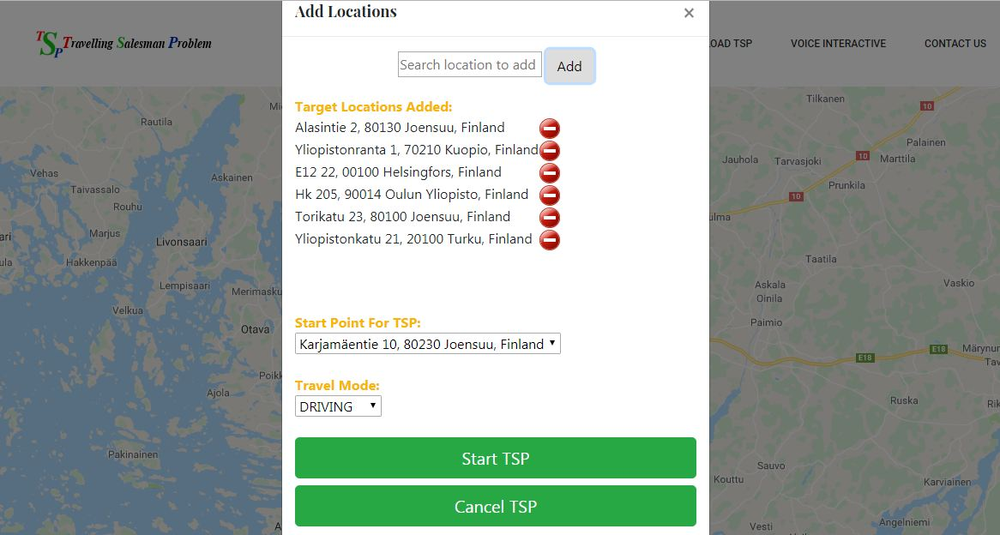 Add Locations
×
TSP Travelling Salesman Problem
OAD TSP
VOICE INTERACTIVE
CONTACT US
Search location to add
Add
Target Locations Added:
Alasintie 2, 80130 Joensuu, Finland
Yliopistonranta 1, 70210 Kuopio, Finland
E12 22, 00100 Helsingfors, Finland
Hk 205, 90014 Oulun Yliopisto, Finland
Torikatu 23, 80100 Joensuu, Finland
Yliopistonkatu 21, 20100 Turku, Finland
Start Point For TSP:
Karjamäentie 10, 80230 Joensuu, Finland
Travel Mode:
DRIVING
Start TSP
Cancel TSP
Rautila
Vehas
Taivassalo
Askainen
Rouhu
Marjus
Livonsaari
Hakkenpää
Lempisaari
Merimasku
Velkua
Otava
Poikk
Ajola
Pakinainen
Tilkanen
10
Palainen
10
Jauhola
Tarvasjoki
Marttila
Prunkila
10
Taatila
Askala
Oinila
Vaskio
Paimio
E18
E18
Märynum
Ruska
Sauvo
Kouttu
Karviainen
Angelniemi
Vesti